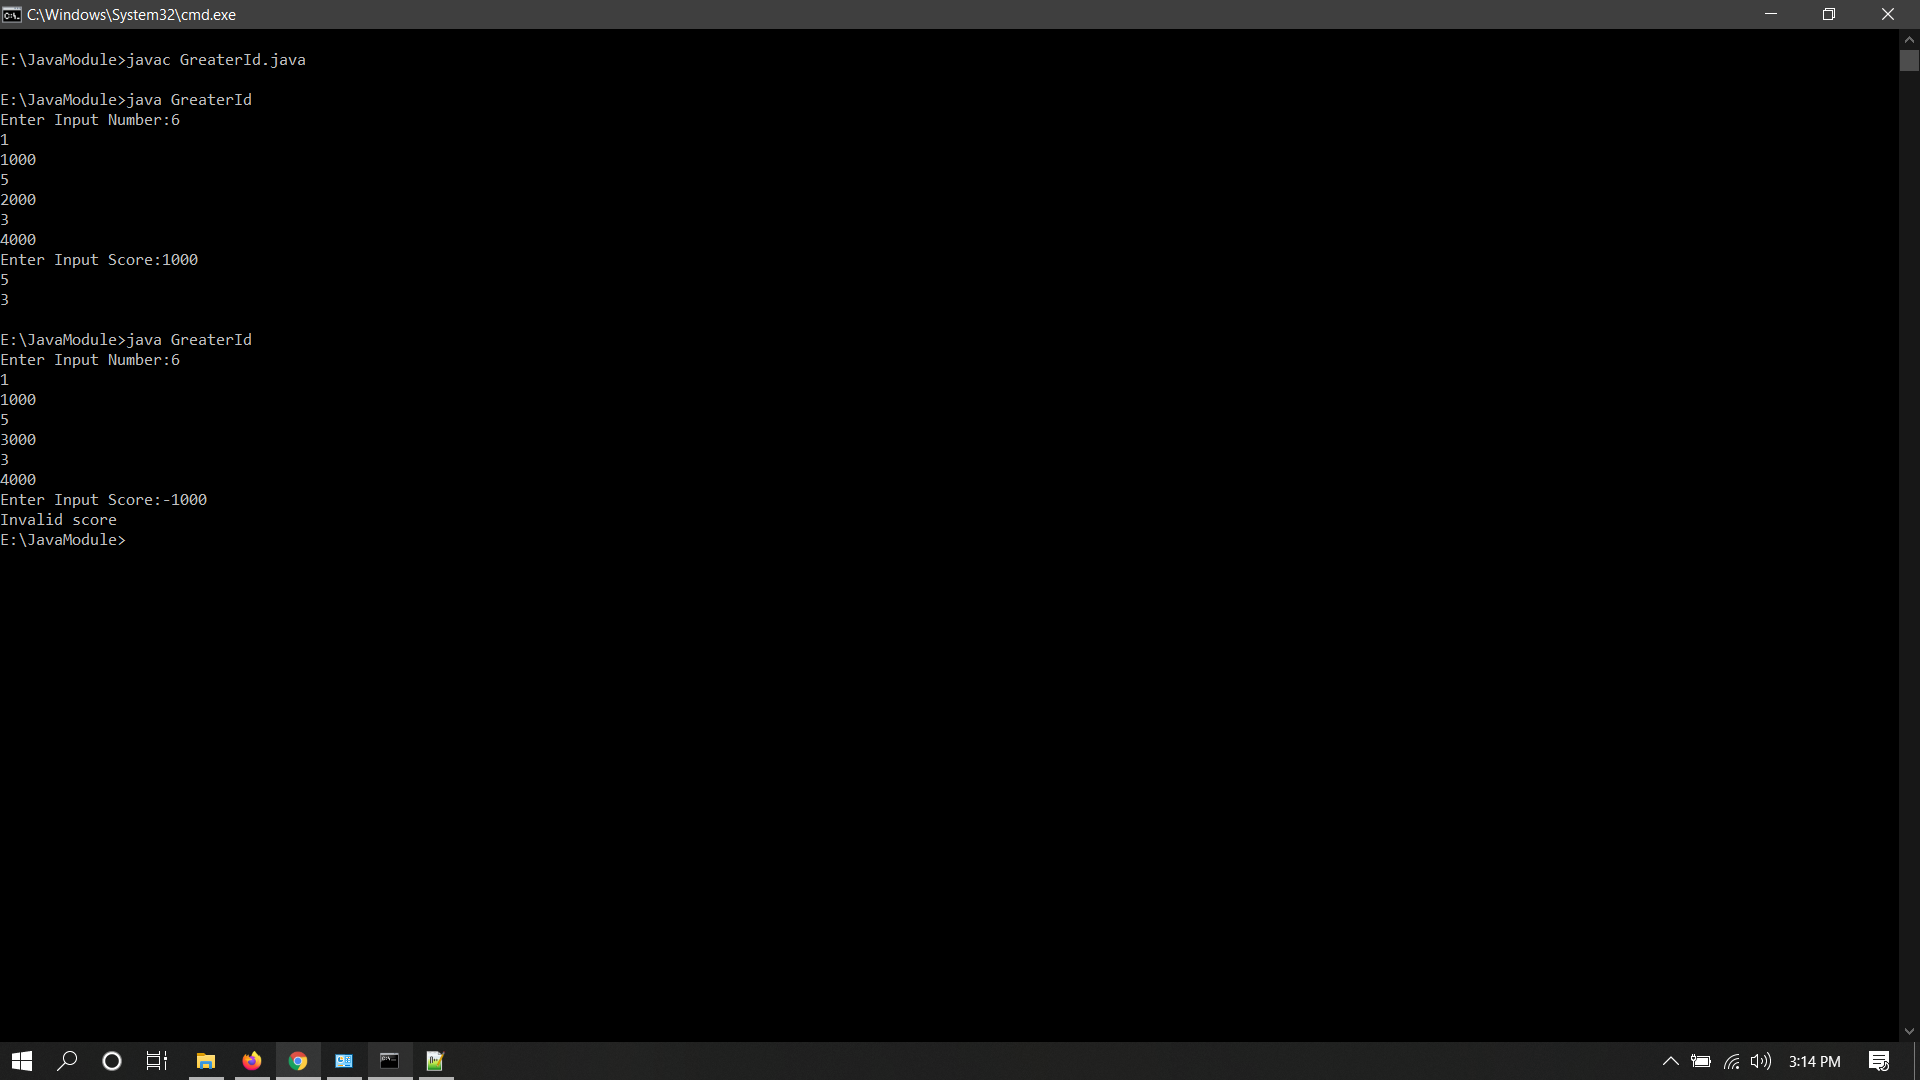 C:\Windows\System32\cmd.exe
E:\JavaModule>javac GreaterId.java
E:\JavaModule>java GreaterId
Enter Input Number:6
1
1000
5
2000
3
4000
Enter Input Score:1000
5
3
E:\JavaModule>java GreaterId
Enter Input Number:6
1
1000
5
3000
3
4000
Enter Input Score:-1000
Invalid score
E:\JavaModule>
3:14 PM